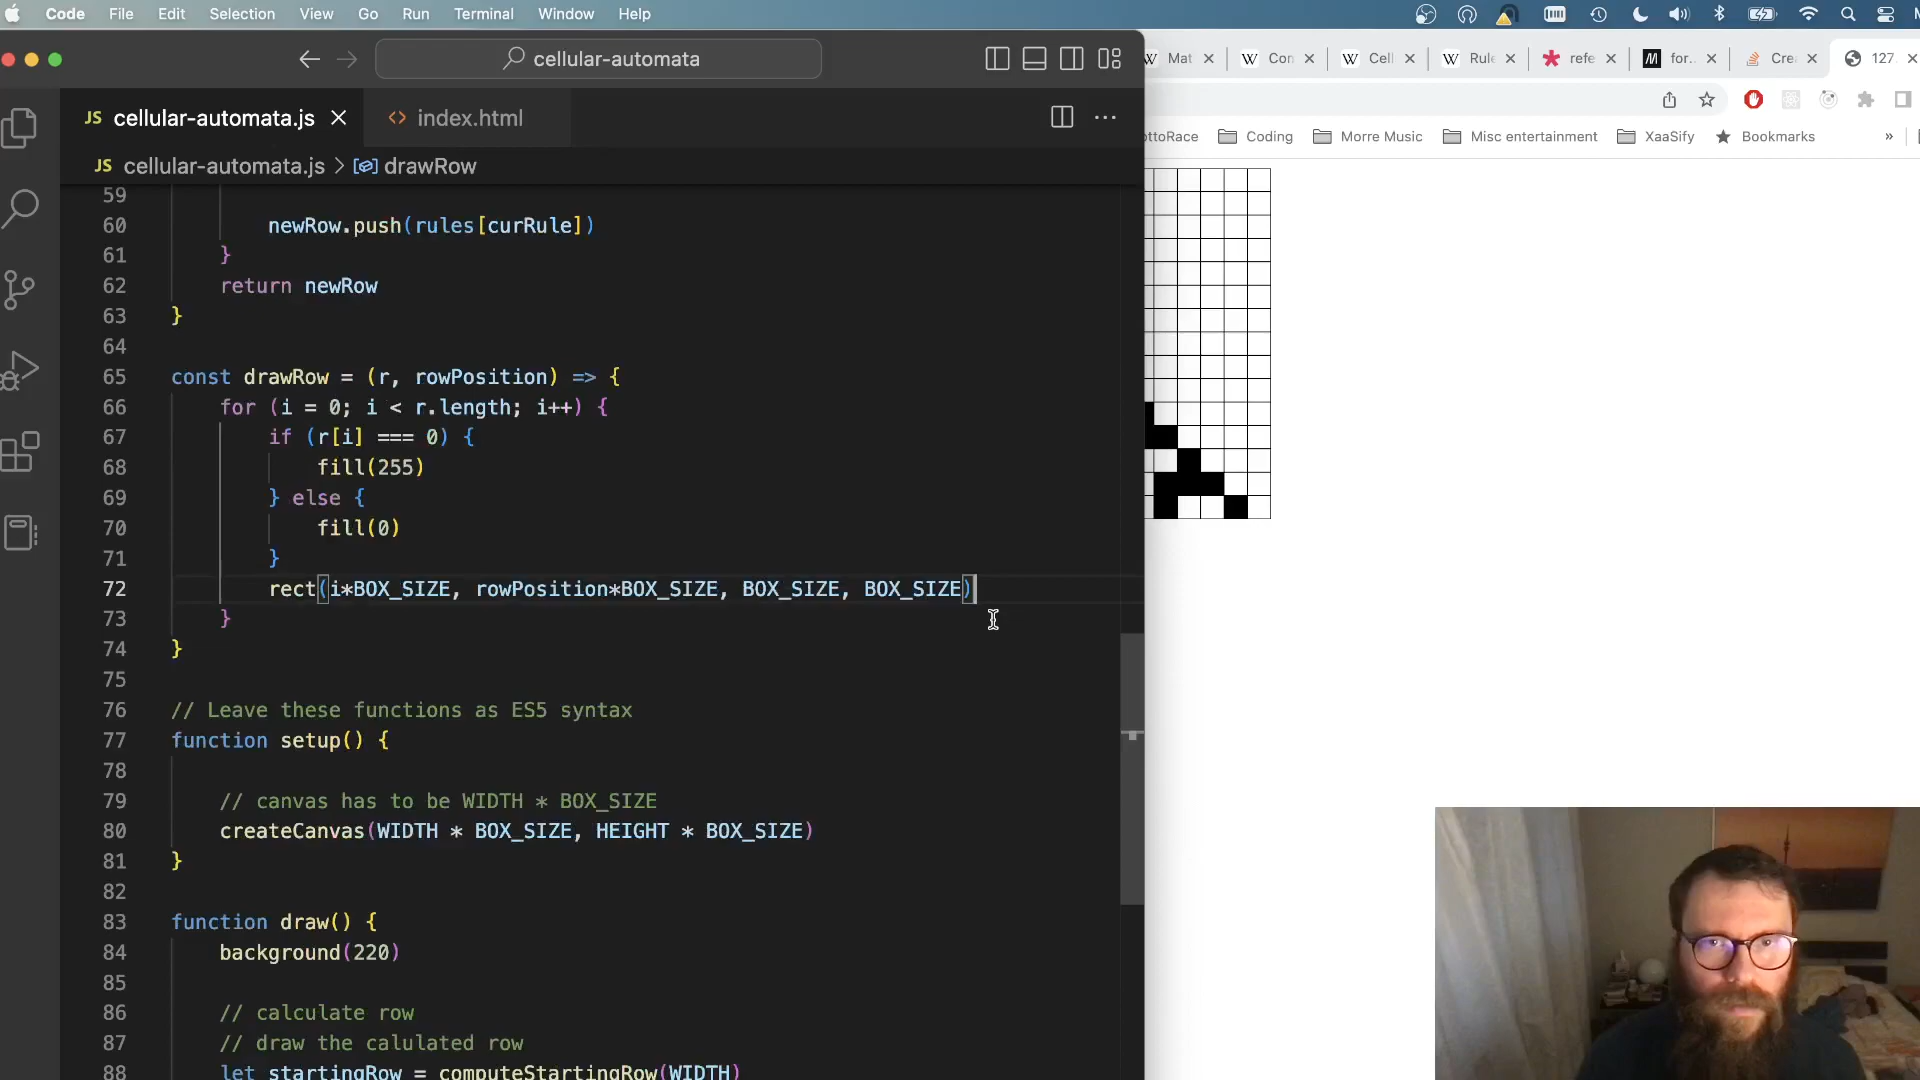 Code File Edit Selection View Go Run Terminal Window Help
cellular-automata
Mat Con Cell Rule refe for... Crea 127.
JS cellular-automata.js index.html
ottoRace Coding Morre Music Misc entertainment XaaSify Bookmarks »
JS cellular-automata.js > drawRow
59
60 newRow.push(rules[curRule])
61 }
62 return newRow
63 }
64
65 const drawRow = (r, rowPosition) => {
66 for (i = 0; i < r.length; i++) {
67 if (r[i] === 0) {
68 fill(255)
69 } else {
70 fill(0)
71 }
72 rect(i*BOX_SIZE, rowPosition*BOX_SIZE, BOX_SIZE, BOX_SIZE)
73 }
74 }
75
76 // Leave these functions as ES5 syntax
77 function setup() {
78
79 // canvas has to be WIDTH * BOX_SIZE
80 createCanvas(WIDTH * BOX_SIZE, HEIGHT * BOX_SIZE)
81 }
82
83 function draw() {
84 background(220)
85
86 // calculate row
87 // draw the calulated row
88 let startingRow = computeStartingRow(WIDTH)